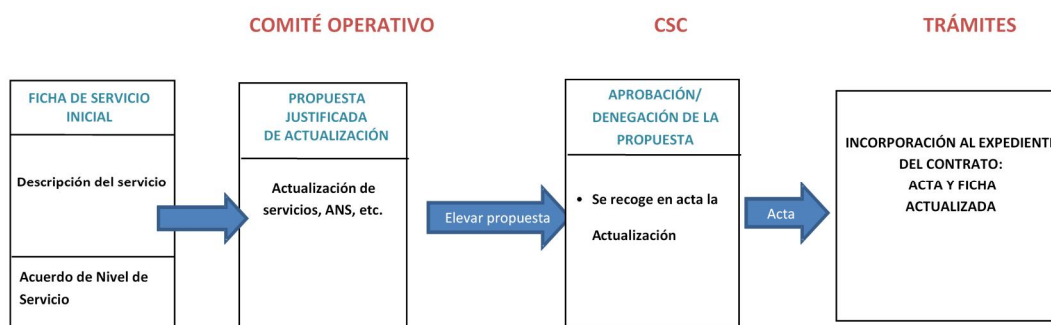 COMITÉ OPERATIVO
CSC
TRÁMITES
FICHA DE SERVICIO
INICIAL
Descripción del servicio
Acuerdo de Nivel de
Servicio
PROPUESTA
JUSTIFICADA
DE ACTUALIZACIÓN
Actualización de
servicios, ANS, etc.
Elevar propuesta
APROBACIÓN/
DENEGACIÓN DE LA
PROPUESTA
• Se recoge en acta la
Actualización
Acta
INCORPORACIÓN AL EXPEDIENTE
DEL CONTRATO:
ACTA Y FICHA
ACTUALIZADA